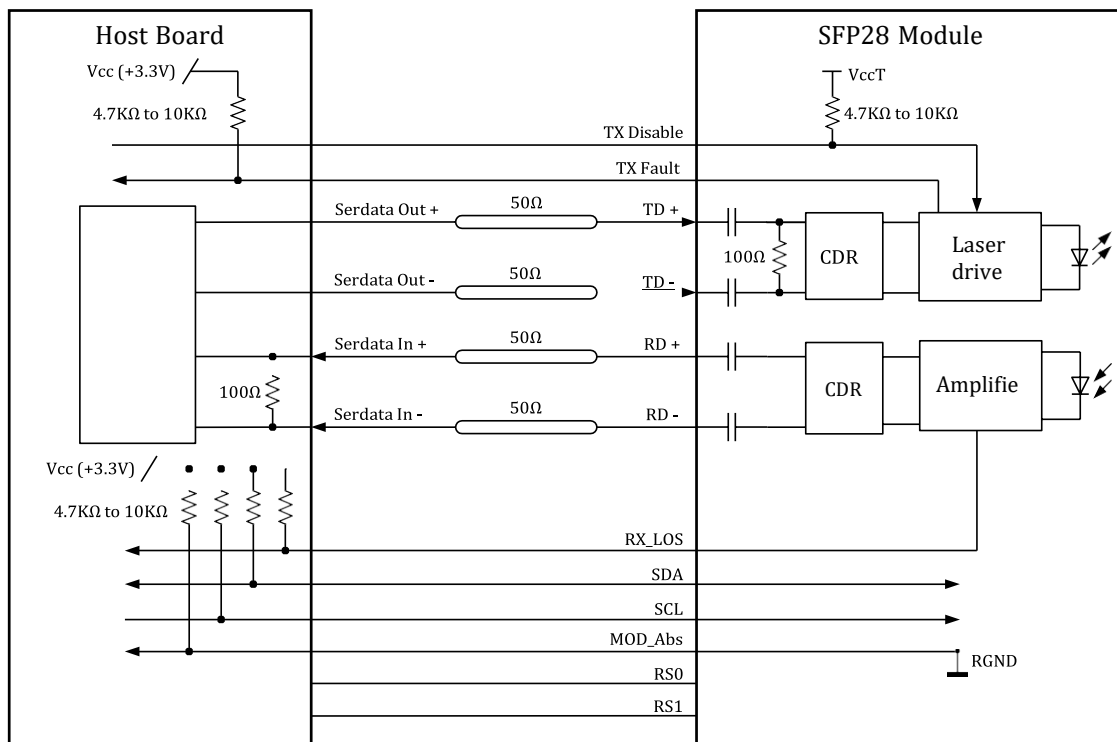 Host Board
SFP28 Module
Vcc (+3.3V)
VccT
4.7KΩ to 10KΩ
4.7KΩ to 10KΩ
TX Disable
TX Fault
Serdata Out +
50Ω
TD +
100Ω
CDR
Laser
drive
Serdata Out -
50Ω
TD -
Serdata In +
50Ω
RD +
100Ω
CDR
Amplifie
Serdata In -
50Ω
RD -
Vcc (+3.3V)
4.7KΩ to 10KΩ
RX_LOS
SDA
SCL
MOD_Abs
RGND
RS0
RS1